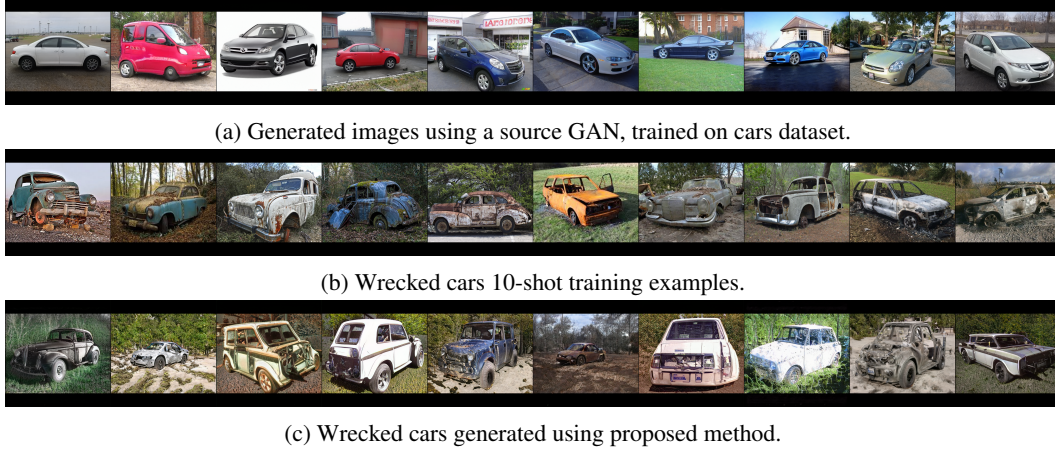 (a) Generated images using a source GAN, trained on cars dataset.
(b) Wrecked cars 10-shot training examples.
(c) Wrecked cars generated using proposed method.